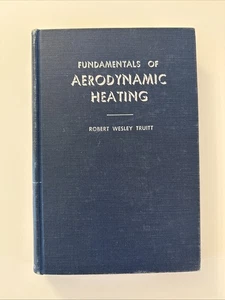 FUNDAMENTALS OF
AERODYNAMIC
HEATING
ROBERT WESLEY TRUITT